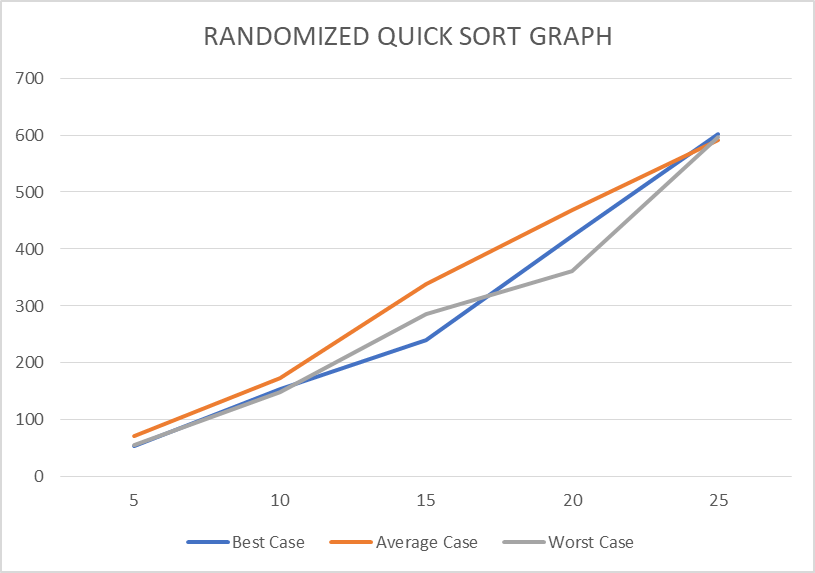 RANDOMIZED QUICK SORT GRAPH
700
600
500
400
300
200
100
0
5 10 15 20 25
Best Case Average Case Worst Case